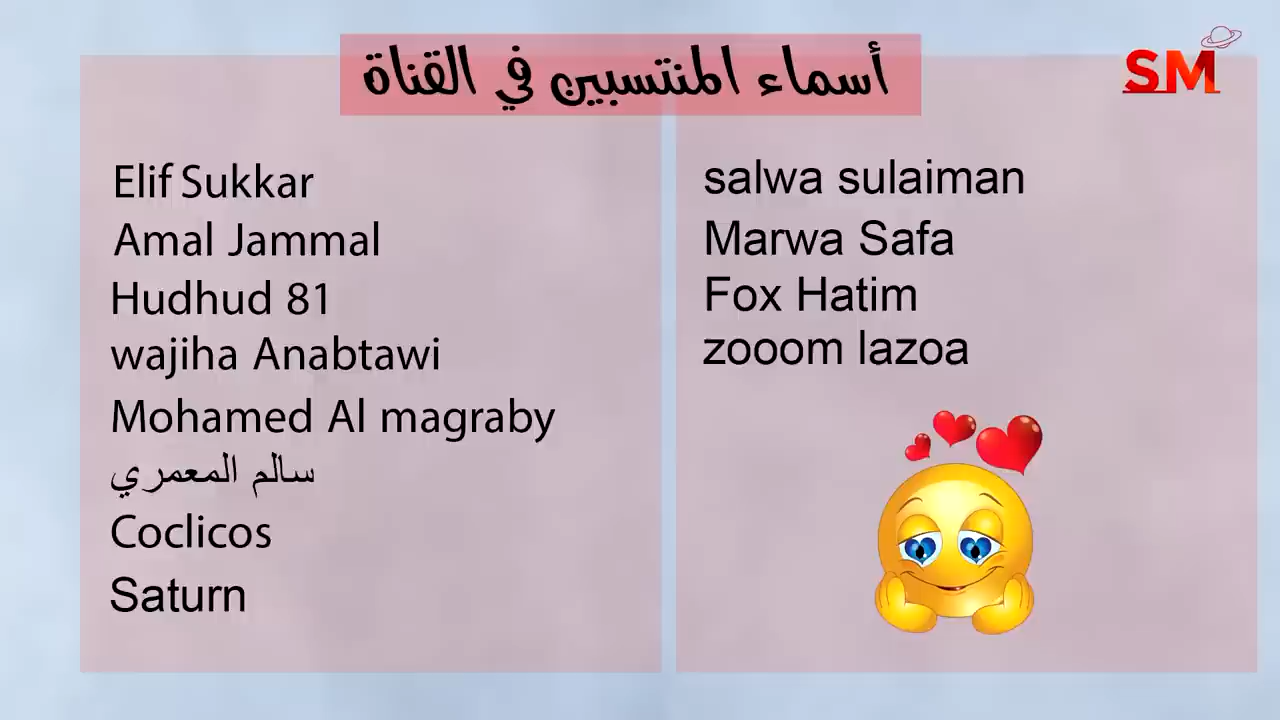 أسماء المنتسبين في القناة
SM
Elif Sukkar
Amal Jammal
Hudhud 81
wajiha Anabtawi
Mohamed Al magraby
سالم المعمري
Coclicos
Saturn
salwa sulaiman
Marwa Safa
Fox Hatim
zooom lazoa